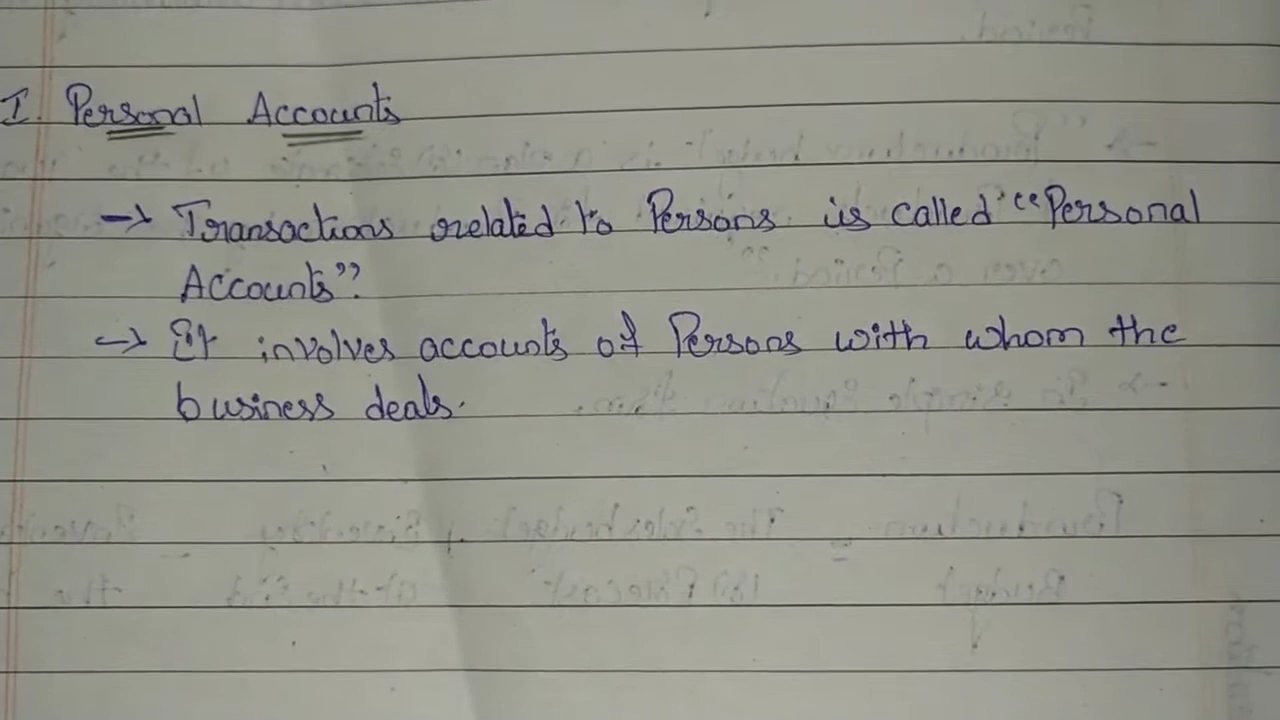 I. Personal Accounts
→ Transactions related to Persons is called "Personal
Accounts".
→ It involves accounts of Persons with whom the
business deals.